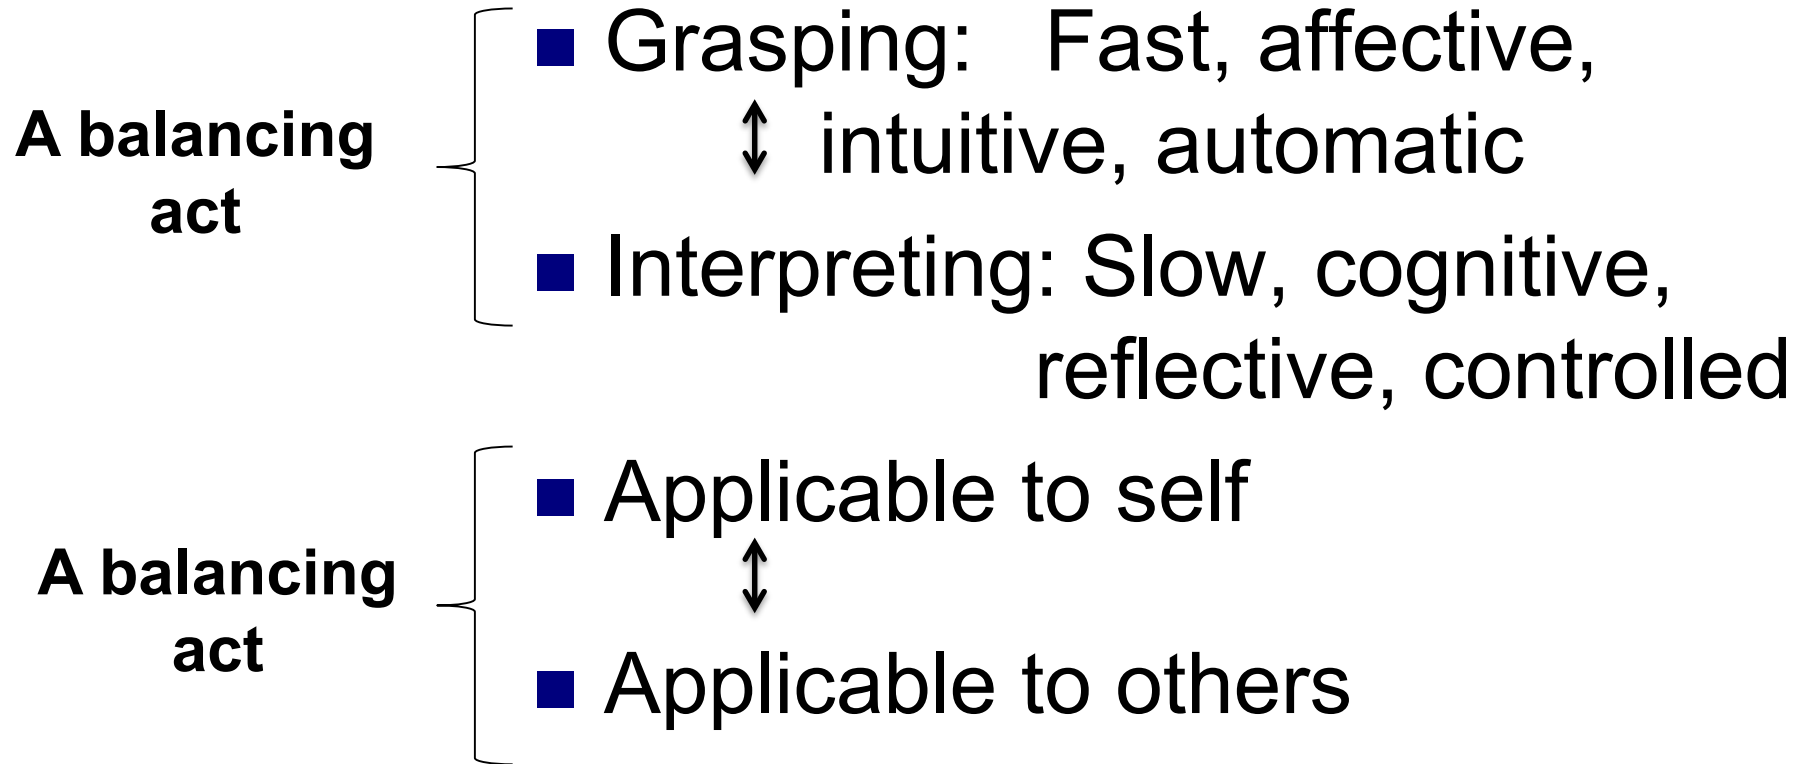 Grasping: Fast, affective,
intuitive, automatic
A balancing
act
Interpreting: Slow, cognitive,
reflective, controlled
Applicable to self
A balancing
act
Applicable to others